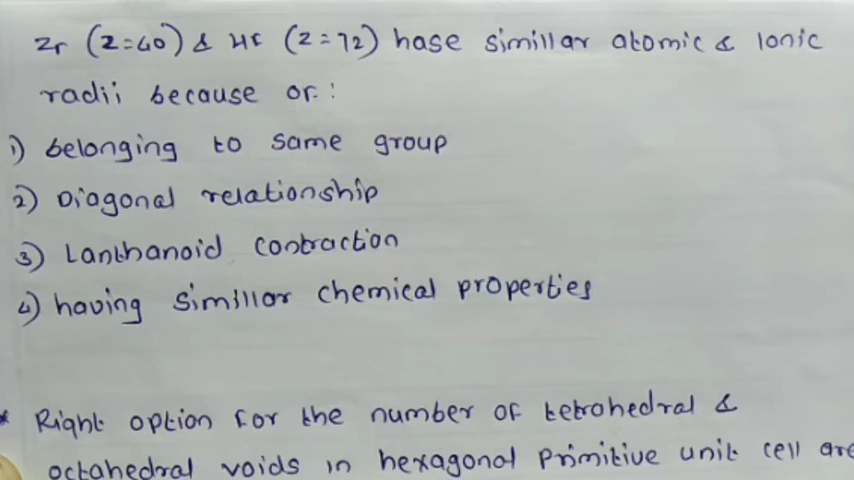 Zr (Z=40) & Hf (Z=72) hase simillar atomic & Ionic
radii because of :
1) belonging to same group
2) Diagonal relationship
3) Lanthanoid contraction
4) having simillar chemical properties
* Right option for the number of tetrohedral &
octahedral voids in hexagonal primitive unit cell are